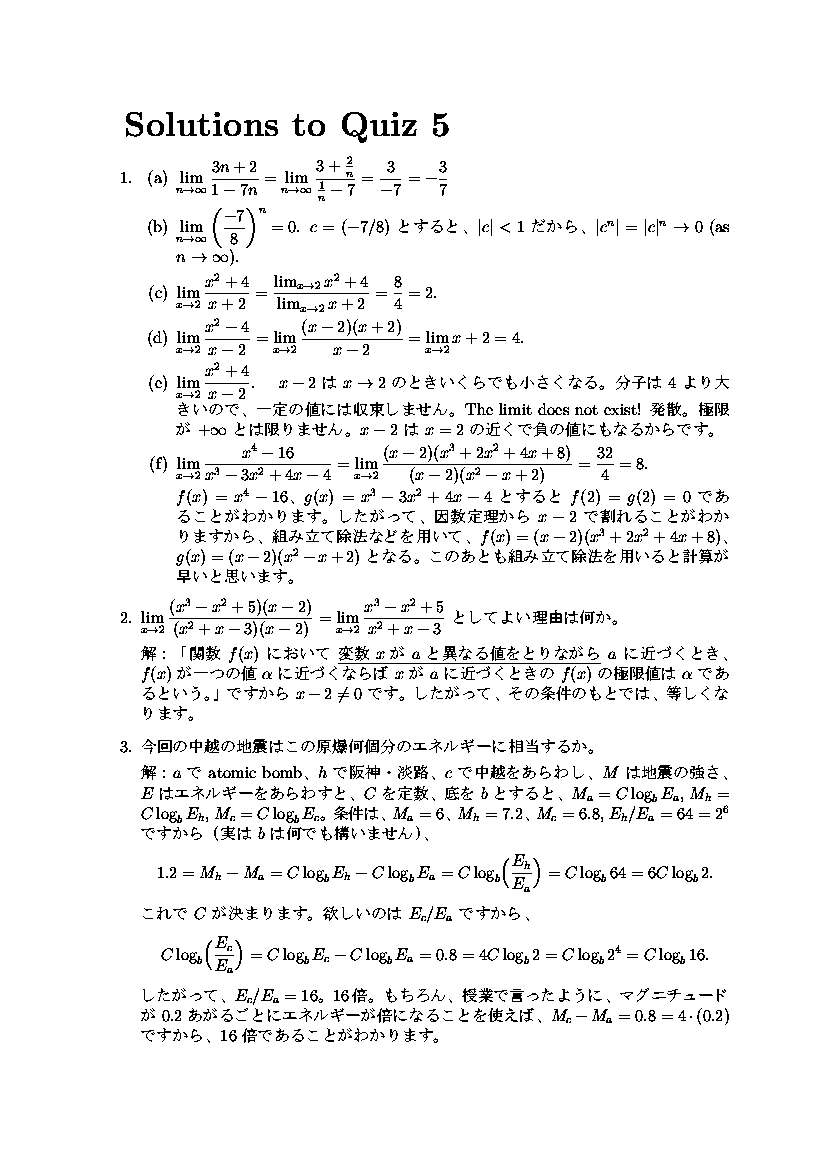 Solutions to Quiz 5
1. (a) $\lim_{n\to\infty} \frac{3n+2}{1-7n} = \lim_{n\to\infty} \frac{3+\frac{2}{n}}{\frac{1}{n}-7} = \frac{3}{-7} = -\frac{3}{7}$
(b) $\lim_{n\to\infty} \left(\frac{-7}{8}\right)^n = 0.$ $c = (-7/8)$ とすると、$|c| < 1$ だから、$|c^n| = |c|^n \to 0$ (as
$n \to \infty$).
(c) $\lim_{x\to 2} \frac{x^2+4}{x+2} = \frac{\lim_{x\to 2} x^2+4}{\lim_{x\to 2} x+2} = \frac{8}{4} = 2.$
(d) $\lim_{x\to 2} \frac{x^2-4}{x-2} = \lim_{x\to 2} \frac{(x-2)(x+2)}{x-2} = \lim_{x\to 2} x+2 = 4.$
(e) $\lim_{x\to 2} \frac{x^2+4}{x-2}.$ $x-2$ は $x \to 2$ のときいくらでも小さくなる。分子は 4 より大
きいので、一定の値には収束しません。The limit does not exist! 発散。極限
が $+\infty$ とは限りません。$x-2$ は $x=2$ の近くで負の値にもなるからです。
(f) $\lim_{x\to 2} \frac{x^4-16}{x^3-3x^2+4x-4} = \lim_{x\to 2} \frac{(x-2)(x^3+2x^2+4x+8)}{(x-2)(x^2-x+2)} = \frac{32}{4} = 8.$
$f(x) = x^4-16$、$g(x) = x^3-3x^2+4x-4$ とすると $f(2) = g(2) = 0$ であ
ることがわかります。したがって、因数定理から $x-2$ で割れることがわか
りますから、組み立て除法などを用いて、$f(x) = (x-2)(x^3+2x^2+4x+8)$、
$g(x) = (x-2)(x^2-x+2)$ となる。このあとも組み立て除法を用いると計算が
早いと思います。
2. $\lim_{x\to 2} \frac{(x^3-x^2+5)(x-2)}{(x^2+x-3)(x-2)} = \lim_{x\to 2} \frac{x^3-x^2+5}{x^2+x-3}$ としてよい理由は何か。
解：「関数 $f(x)$ において 変数 $x$ が $a$ と異なる値をとりながら $a$ に近づくとき、
$f(x)$ が一つの値 $\alpha$ に近づくならば $x$ が $a$ に近づくときの $f(x)$ の極限値は $\alpha$ であ
るという。」ですから $x-2 \neq 0$ です。したがって、その条件のもとでは、等しくな
ります。
3. 今回の中越の地震はこの原爆何個分のエネルギーに相当するか。
解：$a$ で atomic bomb、$h$ で阪神・淡路、$c$ で中越をあらわし、$M$ は地震の強さ、
$E$ はエネルギーをあらわすと、$C$ を定数、底を $b$ とすると、$M_a = C\log_b E_a$, $M_h =$
$C\log_b E_h$, $M_c = C\log_b E_c$。条件は、$M_a = 6$、$M_h = 7.2$、$M_c = 6.8$, $E_h/E_a = 64 = 2^6$
ですから（実は $b$ は何でも構いません）、
$1.2 = M_h - M_a = C\log_b E_h - C\log_b E_a = C\log_b \left(\frac{E_h}{E_a}\right) = C\log_b 64 = 6C\log_b 2.$
これで $C$ が決まります。欲しいのは $E_c/E_a$ ですから、
$C\log_b \left(\frac{E_c}{E_a}\right) = C\log_b E_c - C\log_b E_a = 0.8 = 4C\log_b 2 = C\log_b 2^4 = C\log_b 16.$
したがって、$E_c/E_a = 16$。16 倍。もちろん、授業で言ったように、マグニチュード
が 0.2 あがるごとにエネルギーが倍になることを使えば、$M_c - M_a = 0.8 = 4 \cdot (0.2)$
ですから、16 倍であることがわかります。